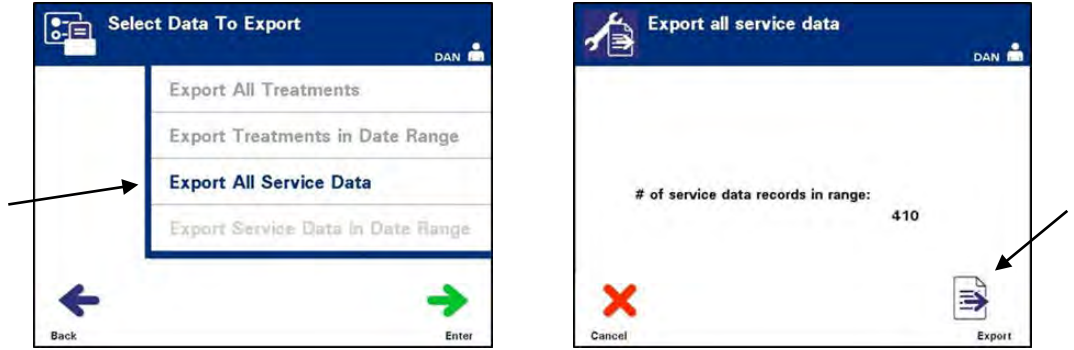 Select Data To Export
DAN
Export All Treatments
Export Treatments in Date Range
Export All Service Data
Export Service Data In Date Range
Back
Enter
Export all service data
DAN
# of service data records in range:
410
Cancel
Export